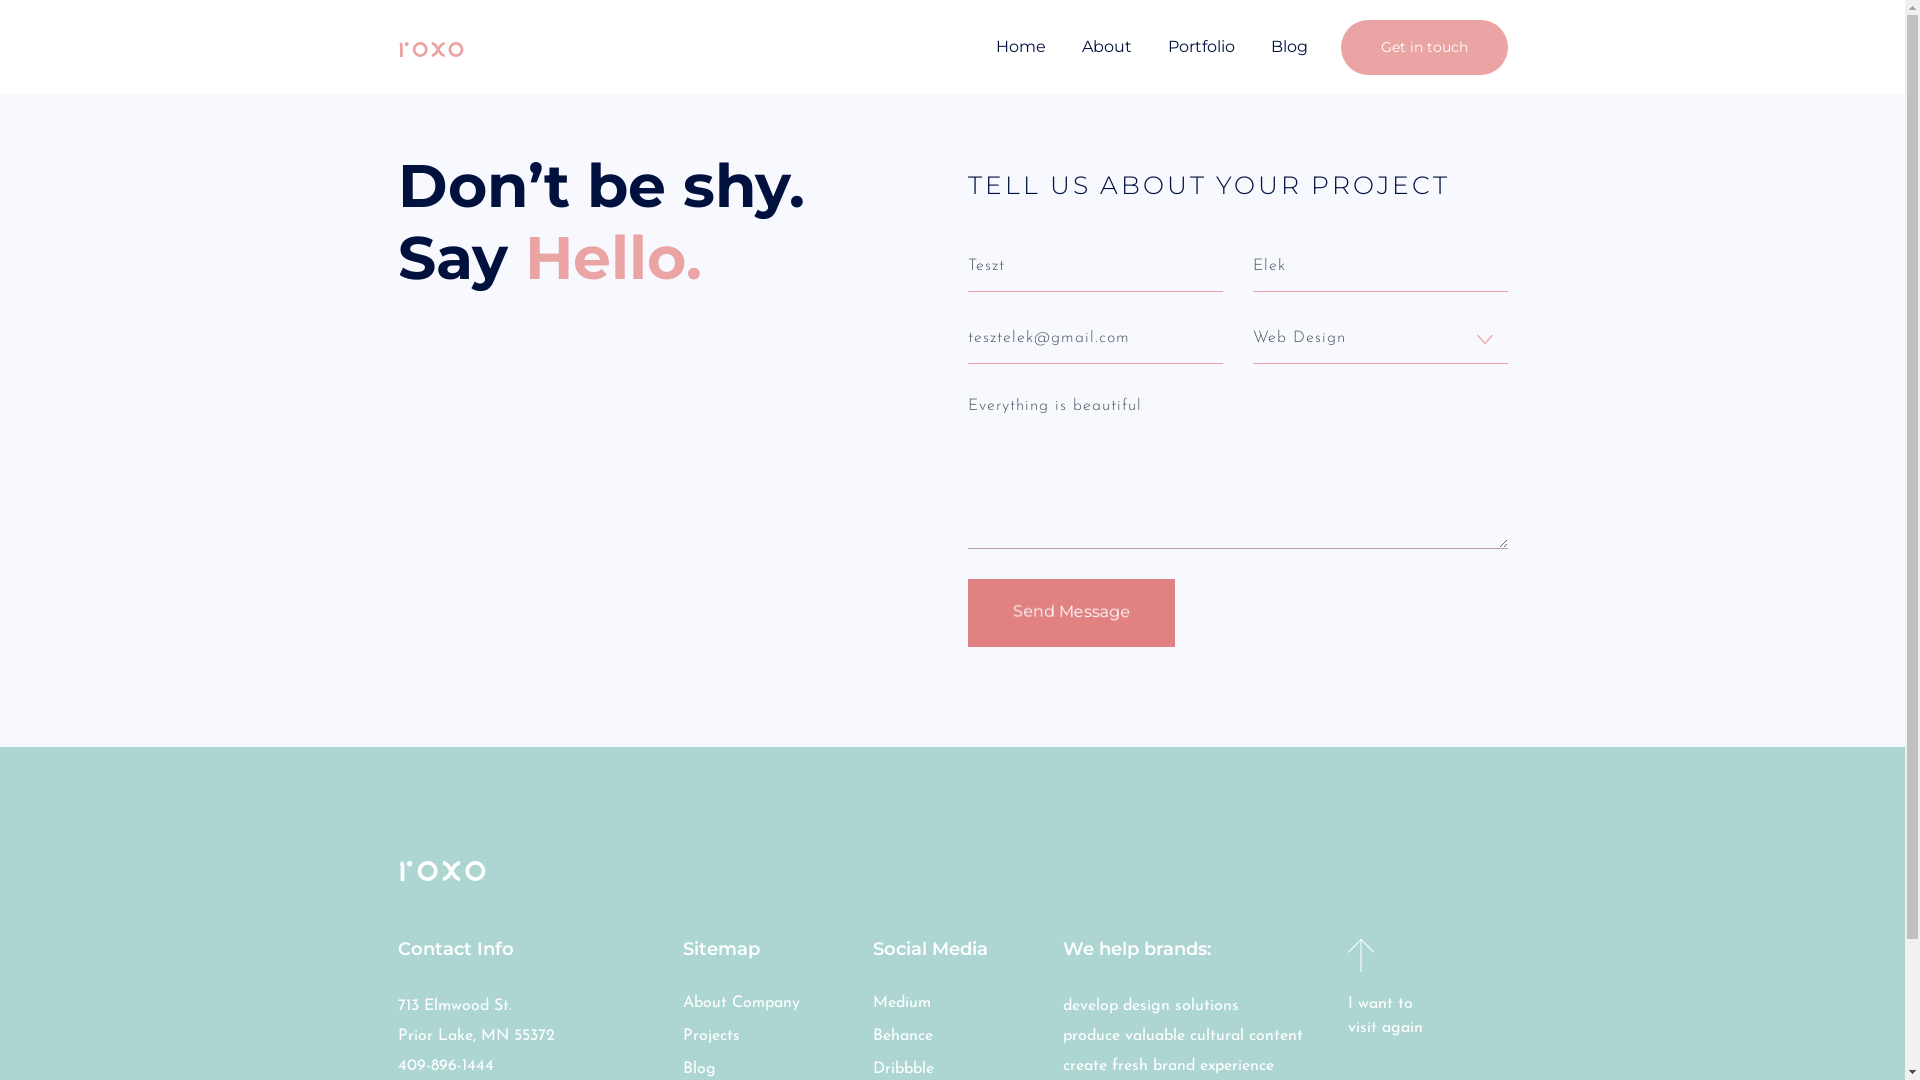 roxo
Home About Portfolio Blog Get in touch
Don’t be shy.
Say Hello.
TELL US ABOUT YOUR PROJECT
Teszt Elek
tesztelek@gmail.com Web Design
Everything is beautiful
Send Message
roxo
Contact Info
713 Elmwood St.
Prior Lake, MN 55372
409-896-1444
Sitemap
About Company
Projects
Blog
Social Media
Medium
Behance
Dribbble
We help brands:
develop design solutions
produce valuable cultural content
create fresh brand experience
I want to
visit again